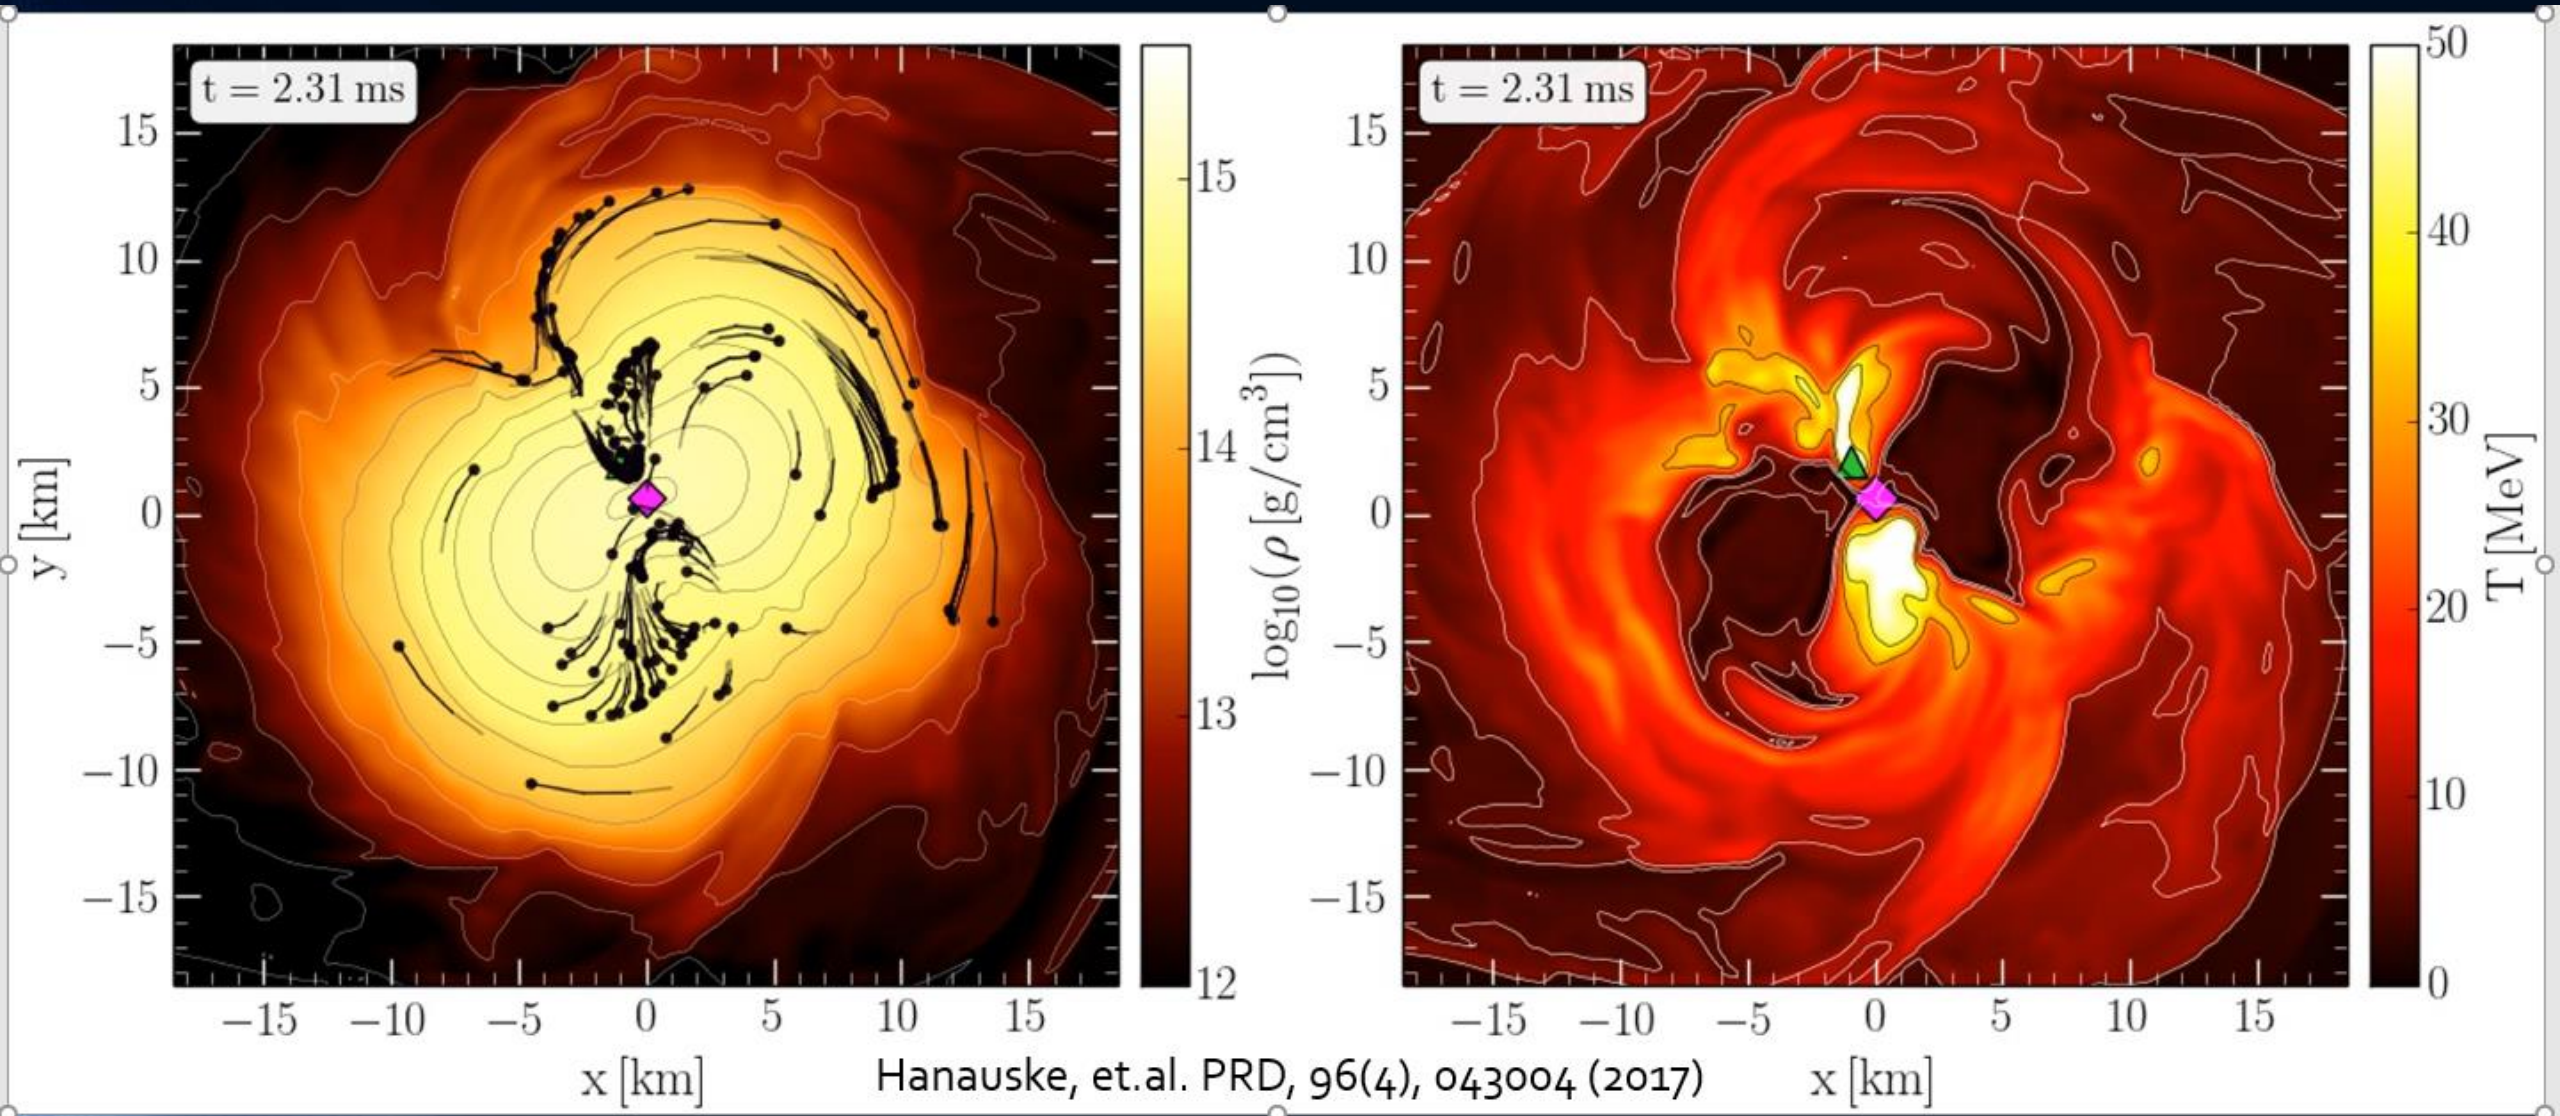 t = 2.31 ms
15
10
5
0
−5
−10
−15
y [km]
−15 −10 −5 0 5 10 15
x [km]
15
14
13
12
log10(ρ [g/cm3])
t = 2.31 ms
15
10
5
0
−5
−10
−15
−15 −10 −5 0 5 10 15
x [km]
50
40
30
20
10
0
T [MeV]
Hanauske, et.al. PRD, 96(4), 043004 (2017)